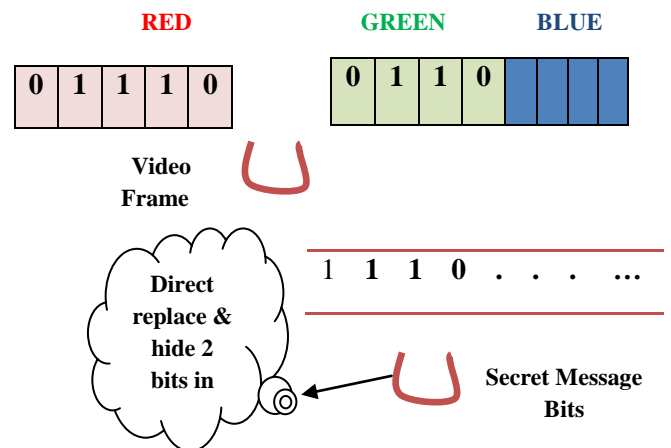 RED GREEN BLUE
0 1 1 1 0 0 1 1 0
Video
Frame
1 1 1 0 . . . ...
Direct
replace &
hide 2
bits in
Secret Message
Bits